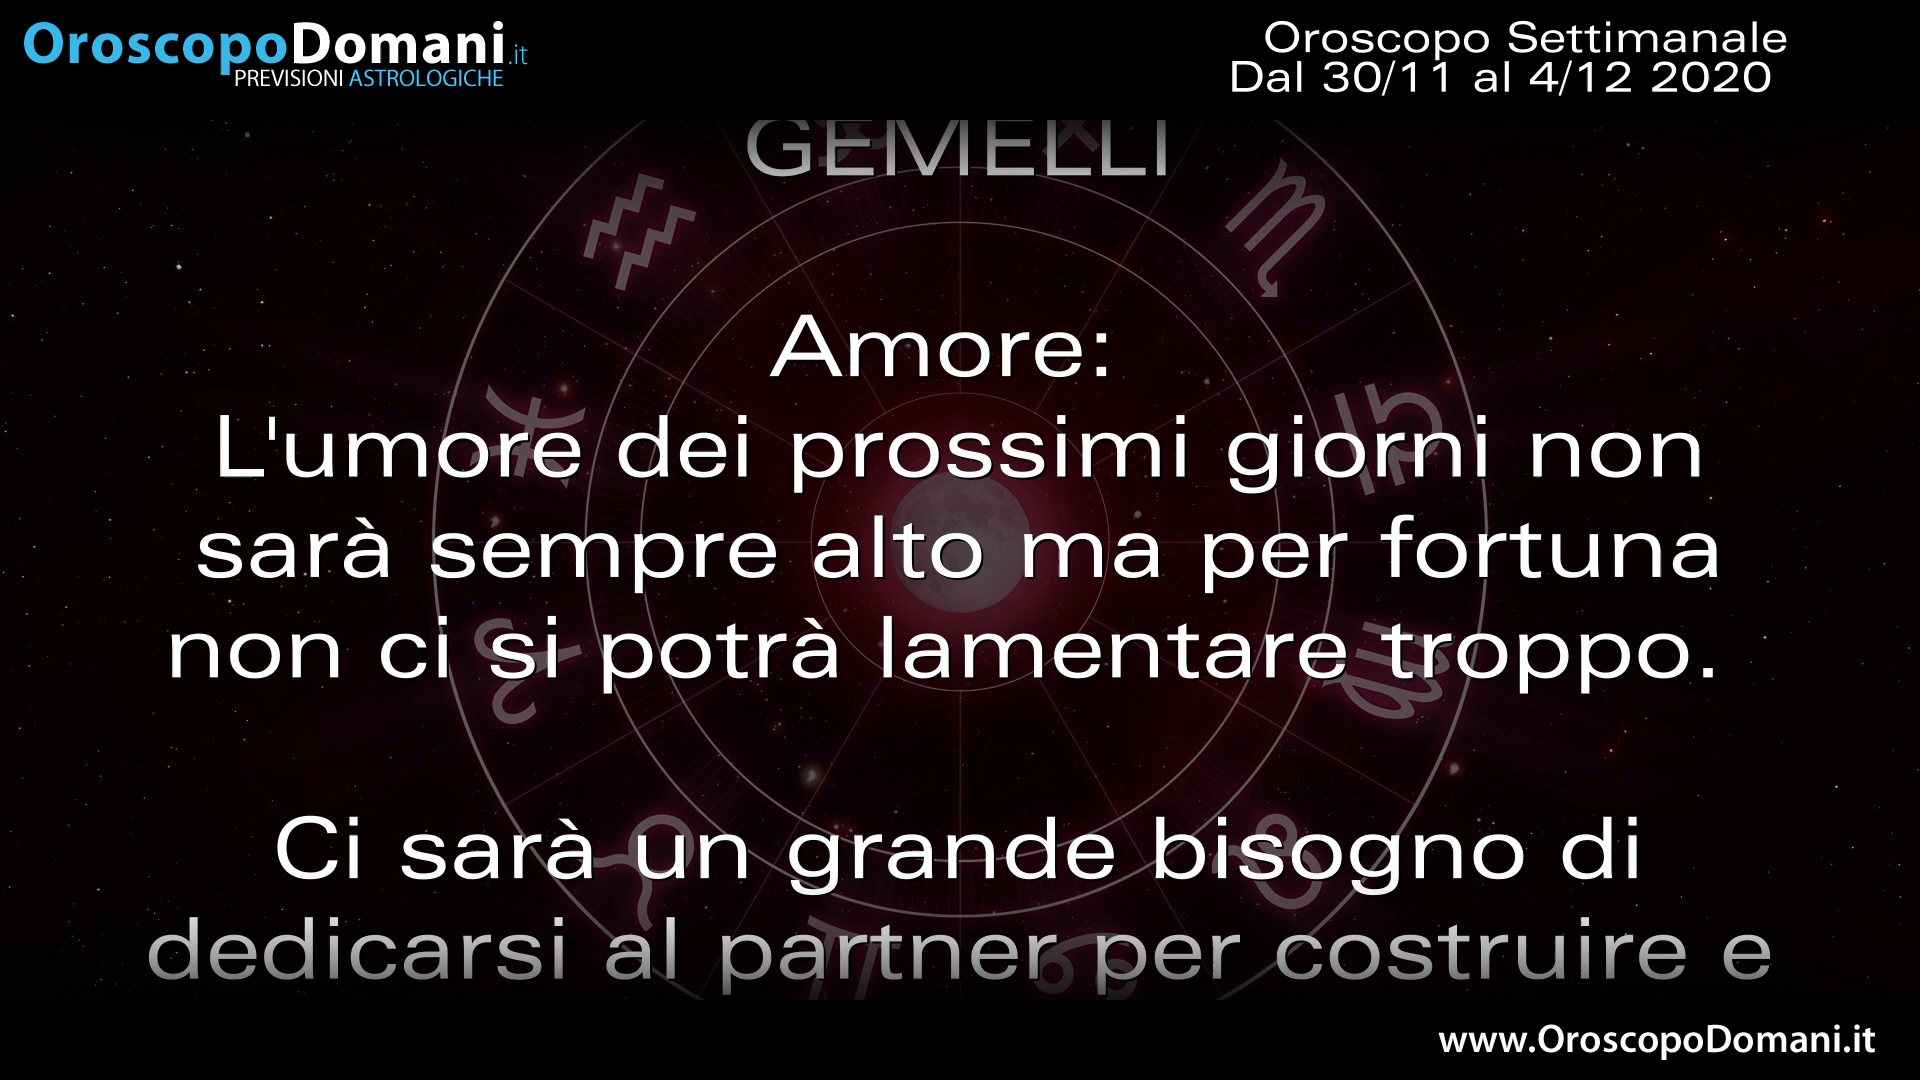 OroscopoDomani.it
PREVISIONI ASTROLOGICHE
Oroscopo Settimanale
Dal 30/11 al 4/12 2020
GEMELLI
Amore:
L'umore dei prossimi giorni non
sarà sempre alto ma per fortuna
non ci si potrà lamentare troppo.
Ci sarà un grande bisogno di
dedicarsi al partner per costruire e
www.OroscopoDomani.it